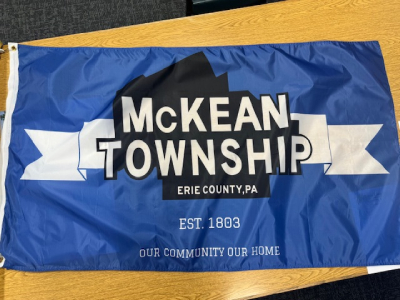 McKEAN
TOWNSHIP
ERIE COUNTY, PA
EST. 1803
OUR COMMUNITY OUR HOME